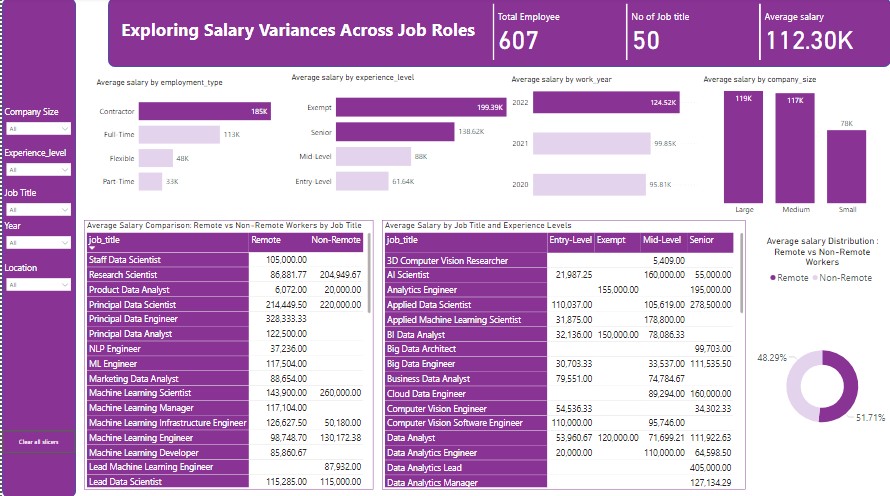 Exploring Salary Variances Across Job Roles
Total Employee
607
No of Job title
50
Average salary
112.30K
Company Size
All
Experience_level
All
Job Title
All
Year
All
Location
All
Clear all slicers
Average salary by employment_type
Contractor 185K
Full-Time 113K
Flexible 48K
Part-Time 33K
Average salary by experience_level
Exempt 199.39K
Senior 138.62K
Mid-Level 88K
Entry-Level 61.64K
Average salary by work_year
2022 124.52K
2021 99.85K
2020 95.81K
Average salary by company_size
119K 117K 78K
Large Medium Small
Average Salary Comparison: Remote vs Non-Remote Workers by Job Title
job_title Remote Non-Remote
Staff Data Scientist 105,000.00
Research Scientist 86,881.77 204,949.67
Product Data Analyst 6,072.00 20,000.00
Principal Data Scientist 214,449.50 220,000.00
Principal Data Engineer 328,333.33
Principal Data Analyst 122,500.00
NLP Engineer 37,236.00
ML Engineer 117,504.00
Marketing Data Analyst 88,654.00
Machine Learning Scientist 143,900.00 260,000.00
Machine Learning Manager 117,104.00
Machine Learning Infrastructure Engineer 126,627.50 50,180.00
Machine Learning Engineer 98,748.70 130,172.38
Machine Learning Developer 85,860.67
Lead Machine Learning Engineer 87,932.00
Lead Data Scientist 115,285.00 115,000.00
Average Salary by Job Title and Experience Levels
job_title Entry-Level Exempt Mid-Level Senior
3D Computer Vision Researcher 5,409.00
AI Scientist 21,987.25 160,000.00 55,000.00
Analytics Engineer 155,000.00 195,000.00
Applied Data Scientist 110,037.00 105,619.00 278,500.00
Applied Machine Learning Scientist 31,875.00 178,800.00
BI Data Analyst 32,136.00 150,000.00 78,086.33
Big Data Architect 99,703.00
Big Data Engineer 30,703.33 33,537.00 111,535.50
Business Data Analyst 79,551.00 74,784.67
Cloud Data Engineer 89,294.00 160,000.00
Computer Vision Engineer 54,536.33 34,302.33
Computer Vision Software Engineer 110,000.00 95,746.00
Data Analyst 53,960.67 120,000.00 71,699.21 111,922.63
Data Analytics Engineer 20,000.00 110,000.00 64,598.50
Data Analytics Lead 405,000.00
Data Analytics Manager 127,134.29
Average salary Distribution :
Remote vs Non-Remote
Workers
Remote Non-Remote
48.29%
51.71%